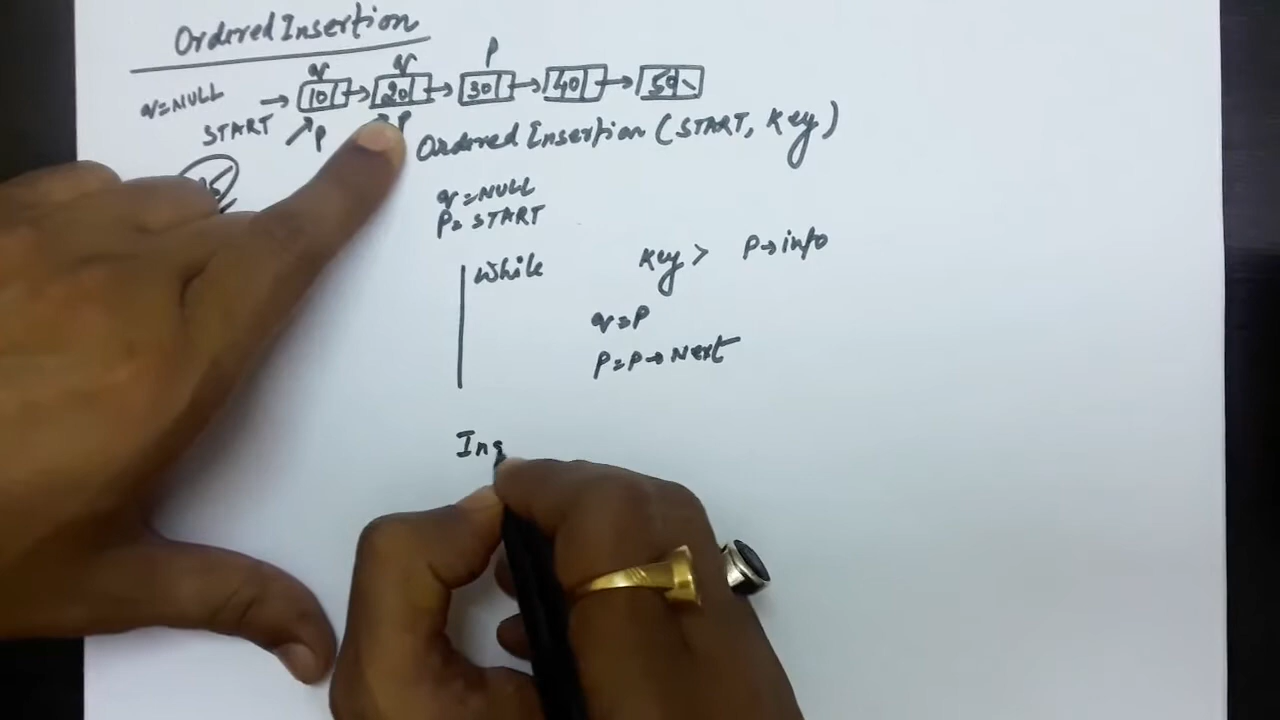 Ordered Insertion
q q P
q=NULL START → 10 → 20 → 30 → 40 → 50
P P
Ordered Insertion (START, Key)
q=NULL
P=START
While Key > P→info
q=P
P=P→Next
Ins